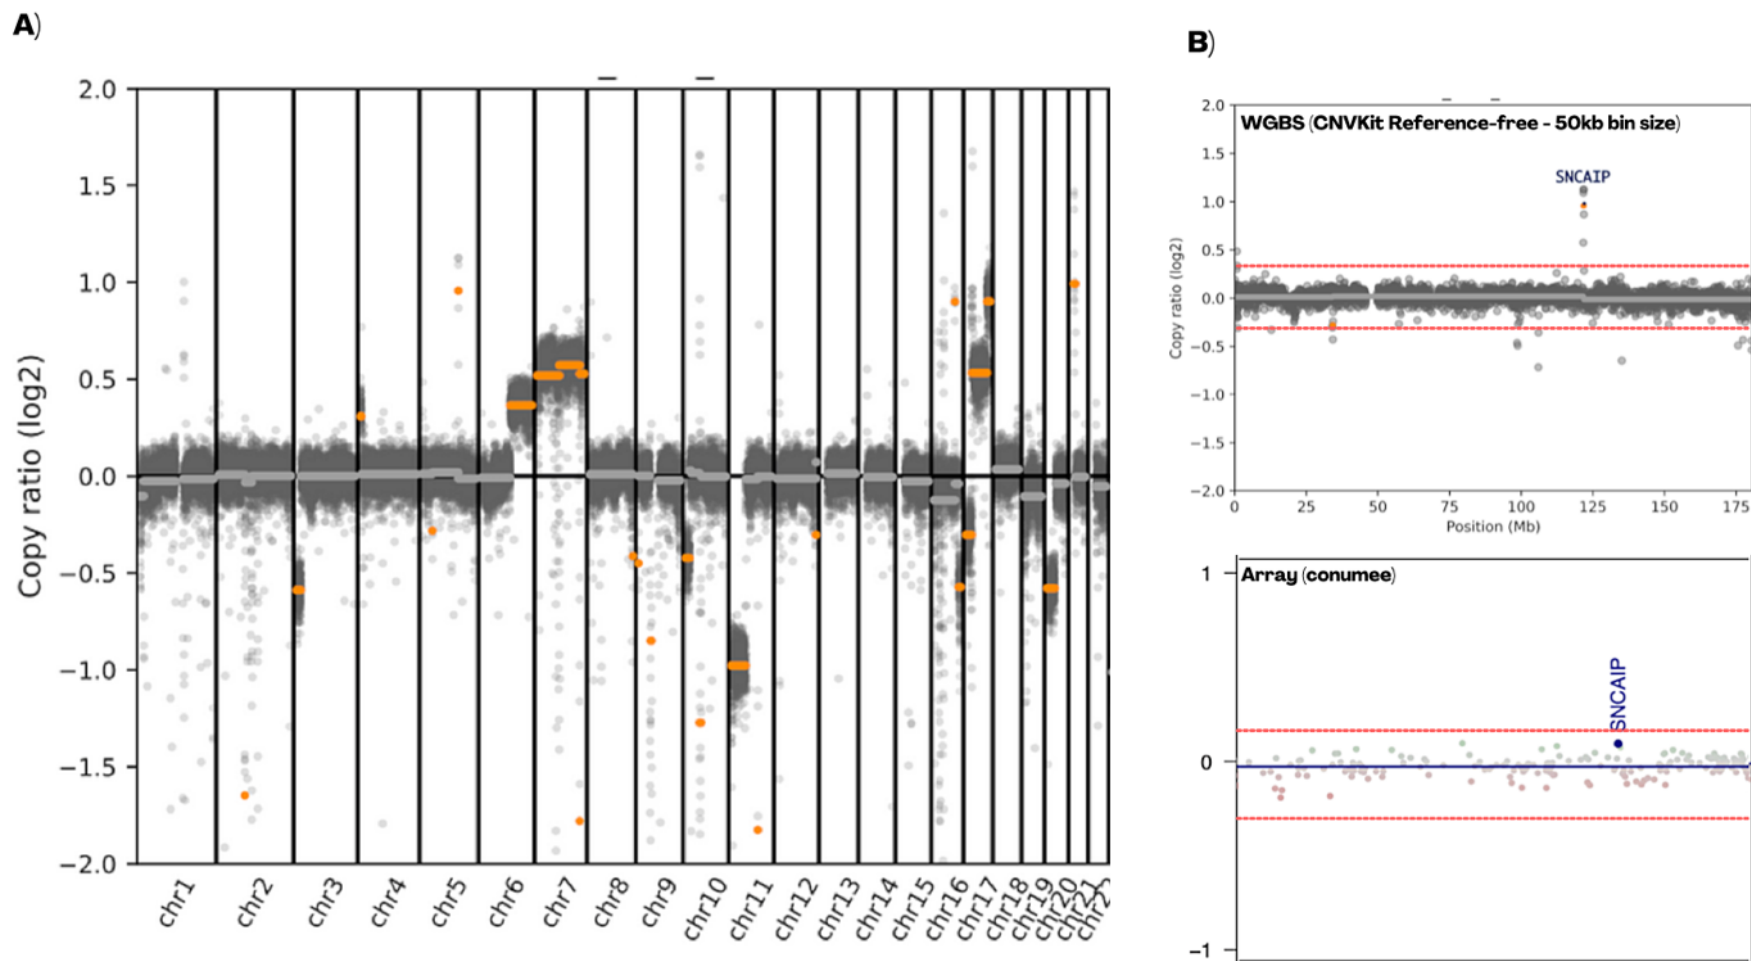 A)
2.0
1.5
1.0
0.5
0.0
−0.5
−1.0
−1.5
−2.0
Copy ratio (log2)
chr1
chr2
chr3
chr4
chr5
chr6
chr7
chr8
chr9
chr10
chr11
chr12
chr13
chr14
chr15
chr16
chr17
chr18
chr19
chr20
chr21
B)
WGBS (CNVKit Reference-free - 50kb bin size)
SNCAIP
2.0
1.5
1.0
0.5
0.0
−0.5
−1.0
−1.5
−2.0
Copy ratio (log2)
0 25 50 75 100 125 150 175
Position (Mb)
Array (conumee)
SNCAIP
1
0
−1